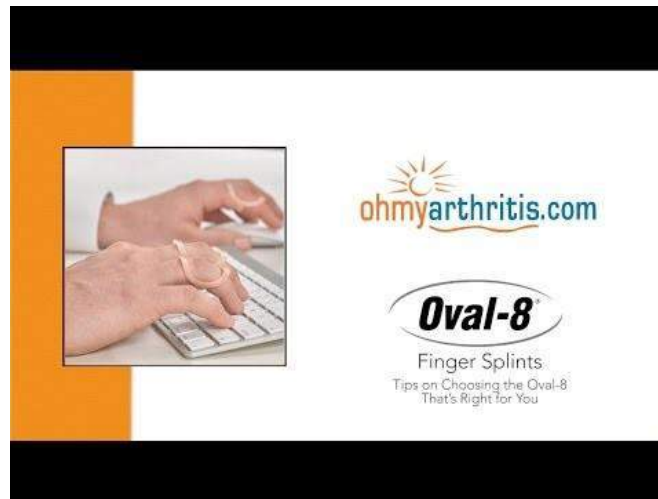 ohmyarthritis.com
Oval-8®
Finger Splints
Tips on Choosing the Oval-8
That's Right for You